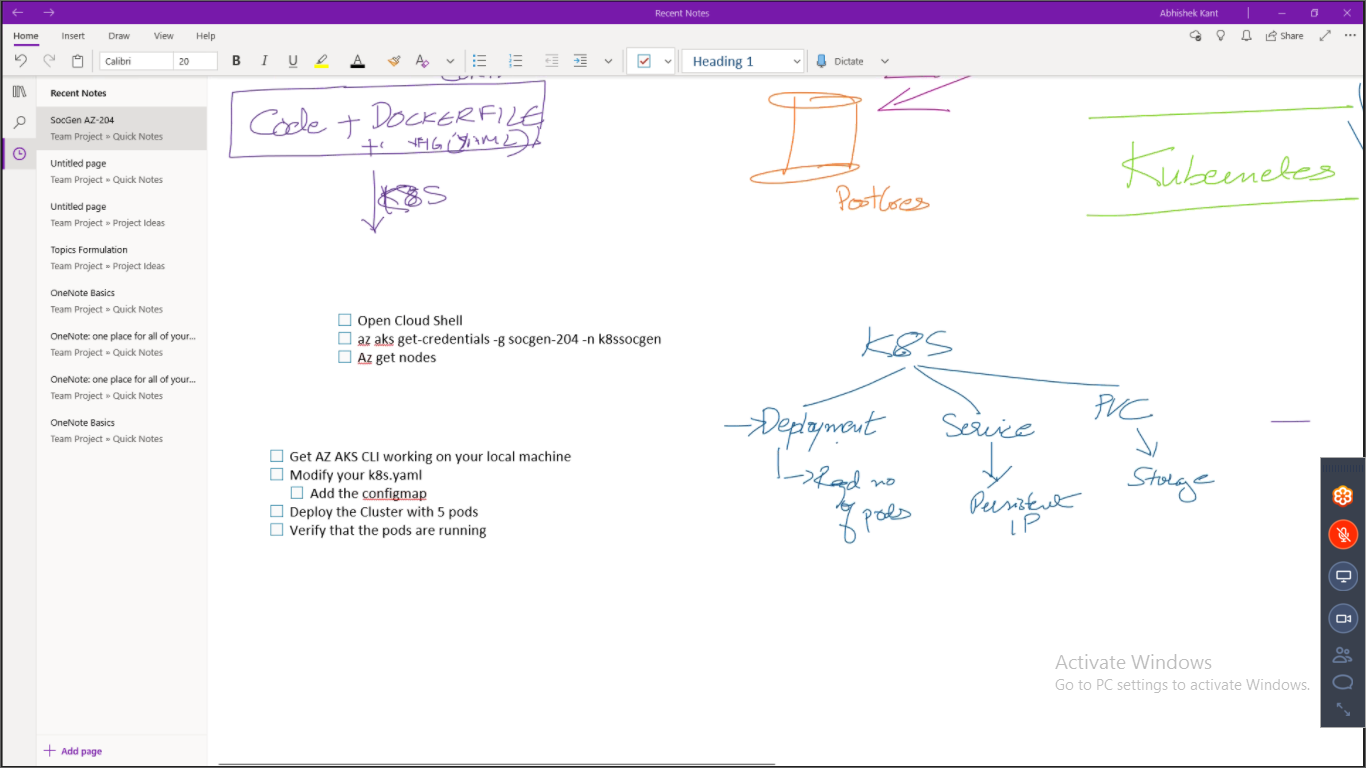 Recent Notes
Abhishek Kant
Home Insert Draw View Help
Share
Calibri 20 B I U A A Heading 1 Dictate
Recent Notes
SocGen AZ-204
Team Project » Quick Notes
Untitled page
Team Project » Quick Notes
Untitled page
Team Project » Project Ideas
Topics Formulation
Team Project » Project Ideas
OneNote Basics
Team Project » Quick Notes
OneNote: one place for all of your...
Team Project » Quick Notes
OneNote: one place for all of your...
Team Project » Quick Notes
OneNote Basics
Team Project » Quick Notes
Add page
Code + DOCKERFILE
K8S
Kubernetes
Open Cloud Shell
az aks get-credentials -g socgen-204 -n k8ssocgen
Az get nodes
Get AZ AKS CLI working on your local machine
Modify your k8s.yaml
Add the configmap
Deploy the Cluster with 5 pods
Verify that the pods are running
K8S
Deployment
no
of pods
Service
Persistent
IP
PVC
Storage
Activate Windows
Go to PC settings to activate Windows.